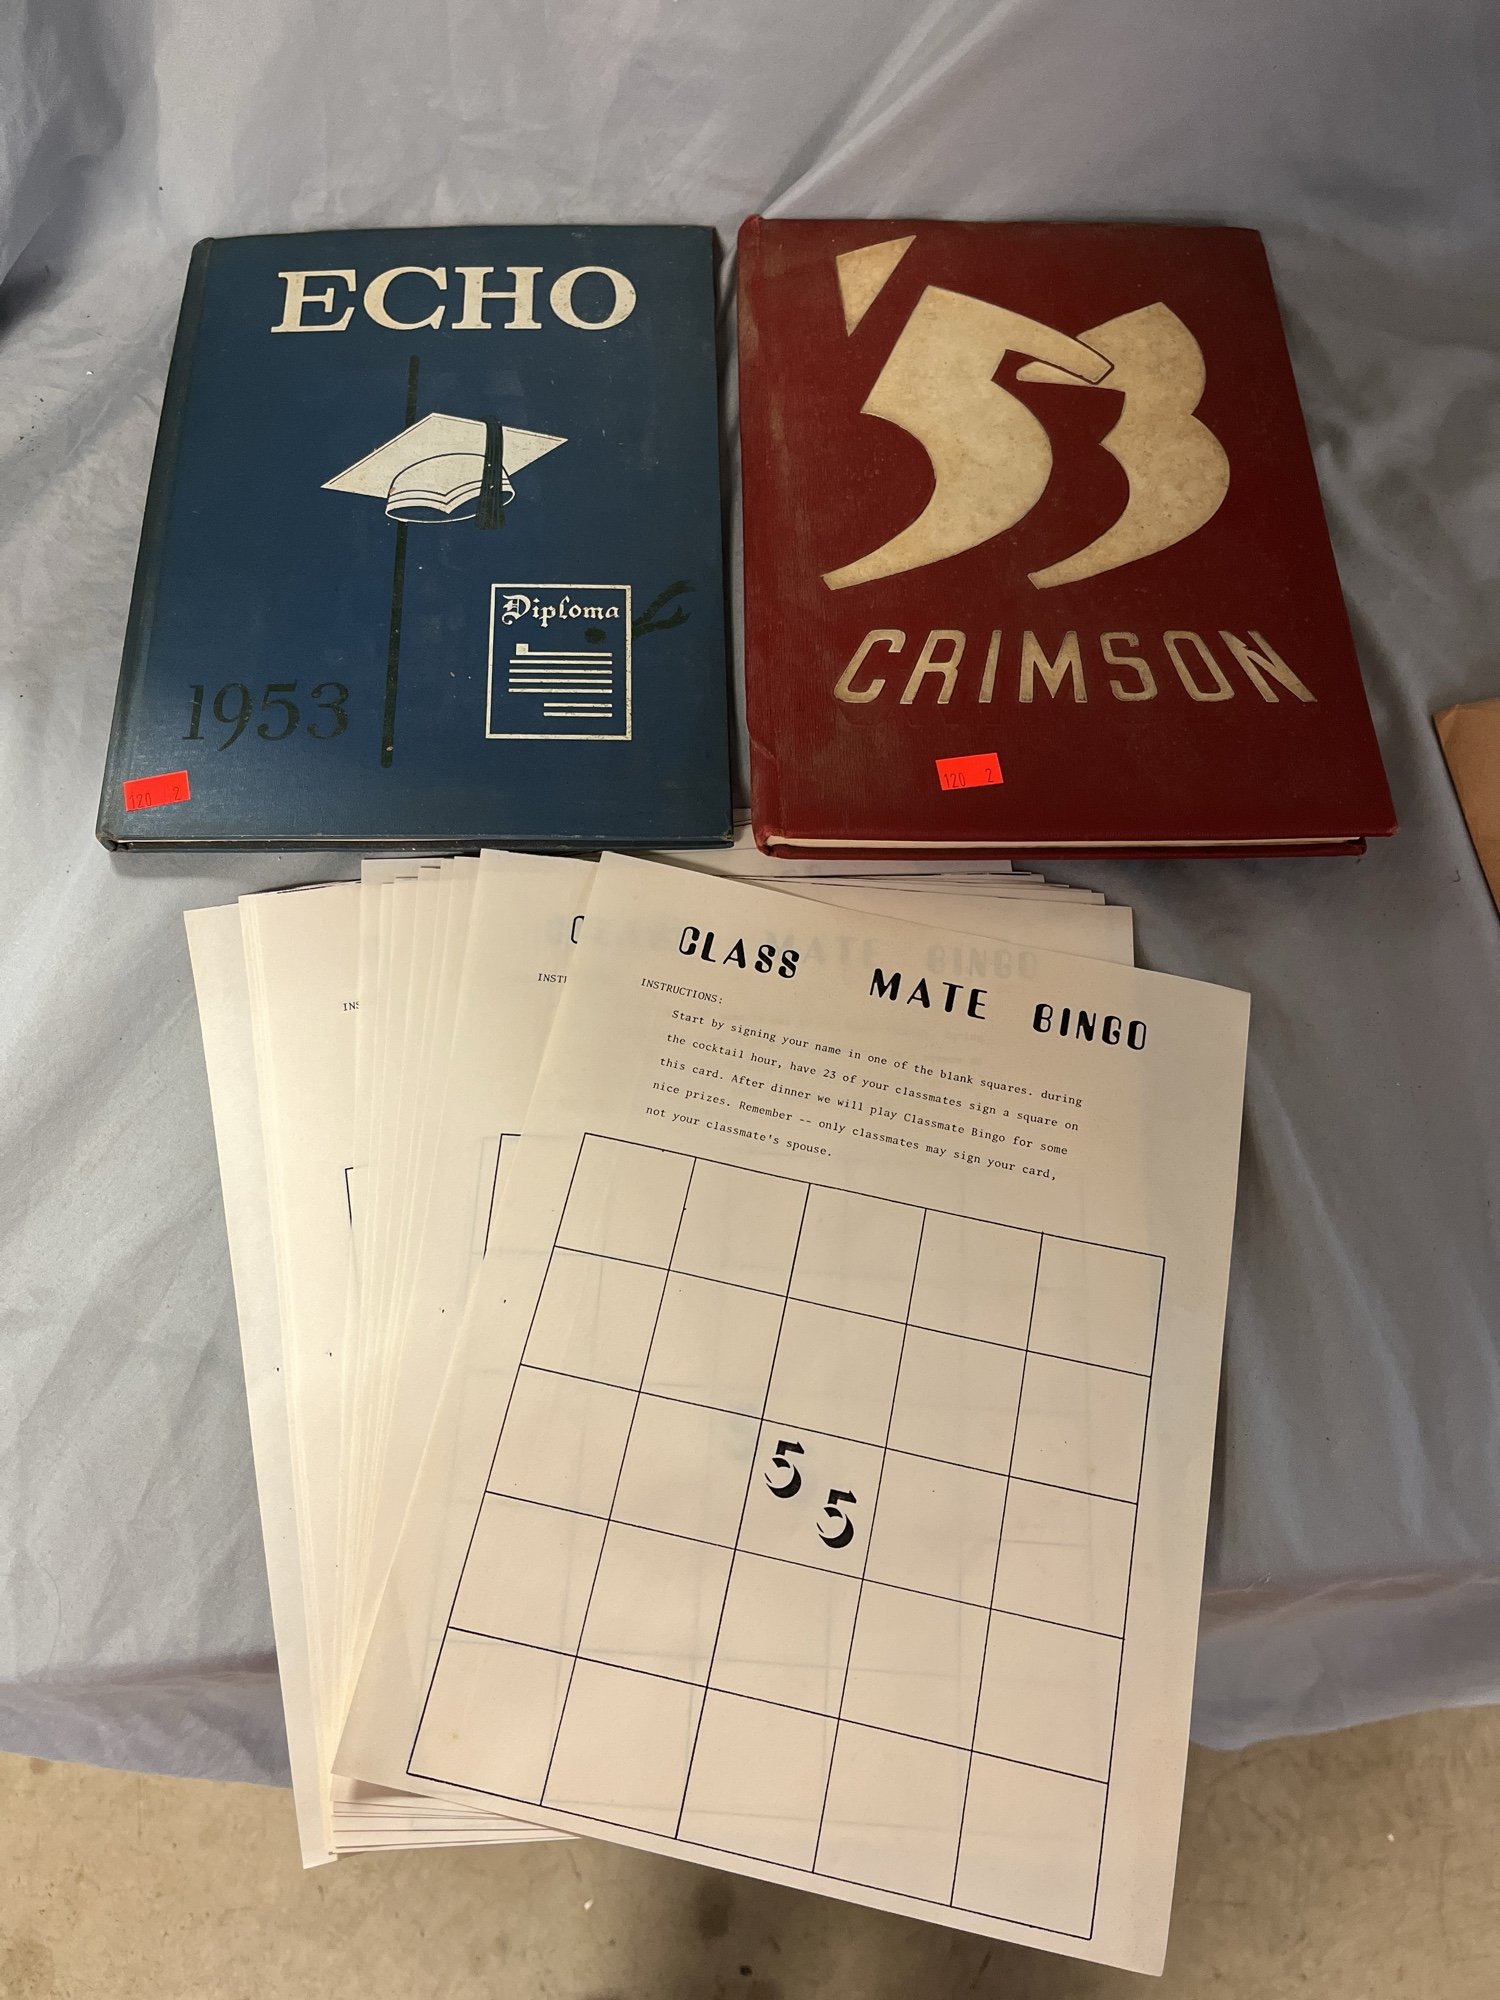 ECHO
Diploma
1953
120 2
'53
CRIMSON
120 2
CLASS MATE BINGO
INSTRUCTIONS:
Start by signing your name in one of the blank squares. during
the cocktail hour, have 23 of your classmates sign a square on
this card. After dinner we will play Classmate Bingo for some
nice prizes. Remember -- only classmates may sign your card,
not your classmate's spouse.
55
C
INSTI
INS